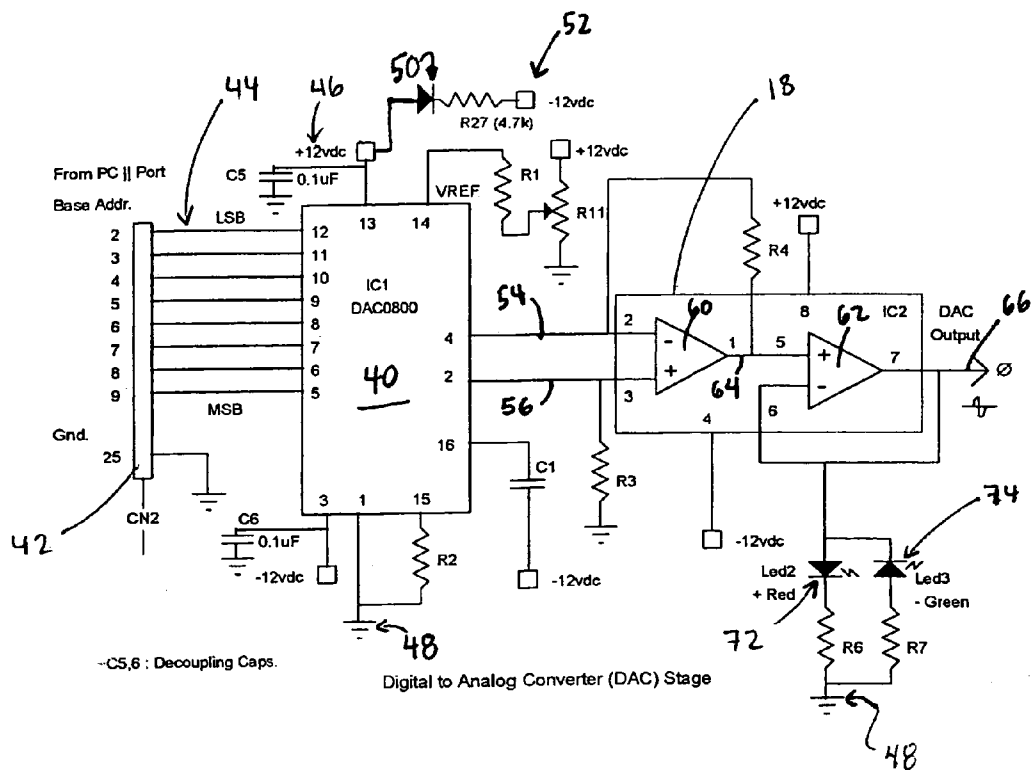 52
50
-12vdc
R27 (4.7k)
44
46
18
+12vdc
+12vdc
From PC || Port
C5
0.1uF
VREF
R1
R11
+12vdc
Base Addr.
LSB
13
14
R4
2
12
3
11
4
10
5
9
6
8
7
7
8
6
9
5
MSB
IC1
DAC0800
40
4
2
16
54
56
2
3
60
1
64
5
6
62
8
IC2
7
4
DAC
Output
66
Ø
Gnd.
25
CN2
42
C6
0.1uF
-12vdc
3
1
15
R2
C1
-12vdc
R3
-12vdc
74
Led2
+ Red
Led3
- Green
72
R6
R7
48
48
~C5,6 : Decoupling Caps.
Digital to Analog Converter (DAC) Stage